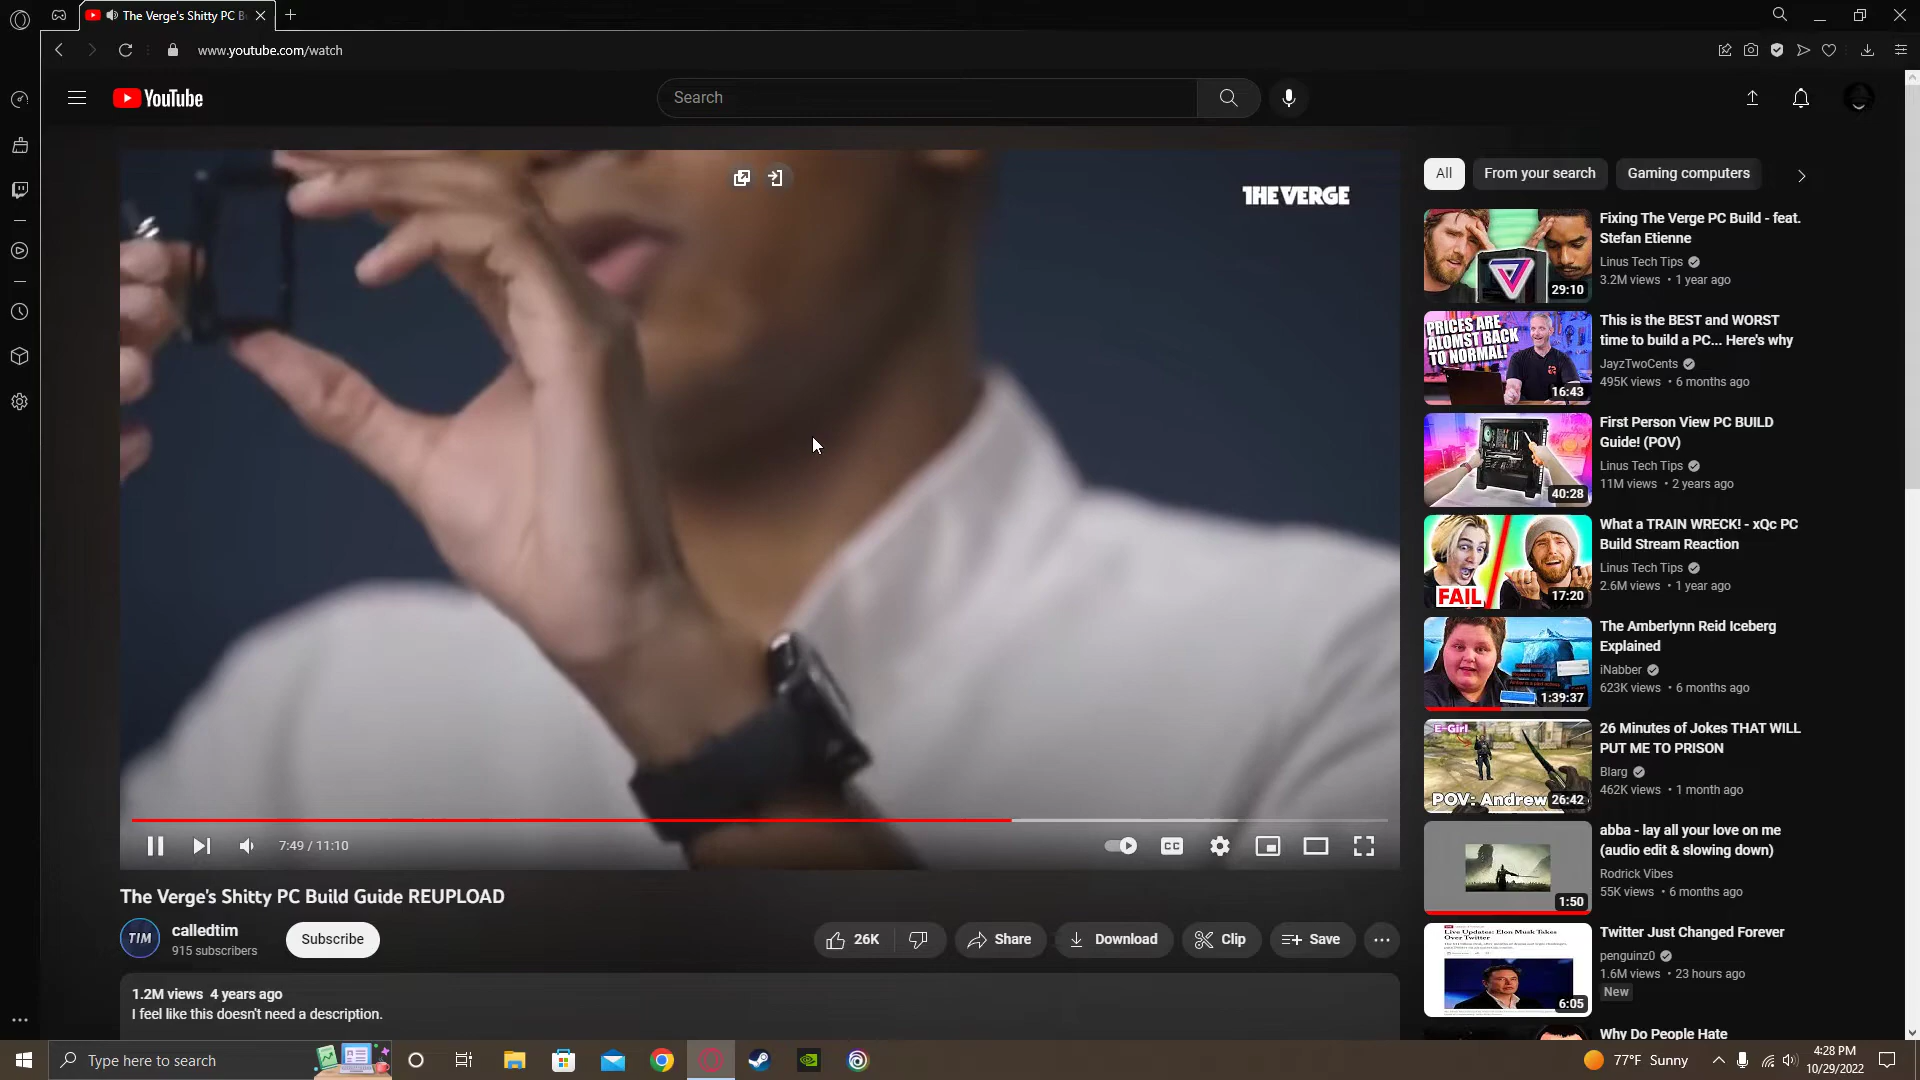 The Verge's Shitty PC B
www.youtube.com/watch
YouTube
Search
THE VERGE
7:49 / 11:10
CC
The Verge's Shitty PC Build Guide REUPLOAD
TIM
calledtim
915 subscribers
Subscribe
26K
Share
Download
Clip
Save
1.2M views 4 years ago
I feel like this doesn't need a description.
All
From your search
Gaming computers
29:10
Fixing The Verge PC Build - feat.
Stefan Etienne
Linus Tech Tips
3.2M views • 1 year ago
PRICES ARE
ALOMST BACK
TO NORMAL!
16:43
This is the BEST and WORST
time to build a PC... Here's why
JayzTwoCents
495K views • 6 months ago
40:28
First Person View PC BUILD
Guide! (POV)
Linus Tech Tips
11M views • 2 years ago
FAIL
17:20
What a TRAIN WRECK! - xQc PC
Build Stream Reaction
Linus Tech Tips
2.6M views • 1 year ago
1:39:37
The Amberlynn Reid Iceberg
Explained
iNabber
623K views • 6 months ago
E-Girl
POV: Andrew
26:42
26 Minutes of Jokes THAT WILL
PUT ME TO PRISON
Blarg
462K views • 1 month ago
1:50
abba - lay all your love on me
(audio edit & slowing down)
Rodrick Vibes
55K views • 6 months ago
Live Updates: Elon Musk Takes
Over Twitter
6:05
Twitter Just Changed Forever
penguinz0
1.6M views • 23 hours ago
New
Why Do People Hate
Type here to search
77°F Sunny
4:28 PM
10/29/2022